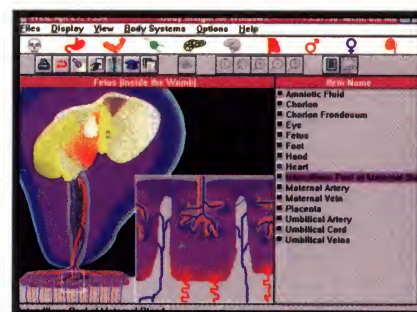 Files Display View Body Systems Options Help
Fetus (Inside the Womb)
Item Name
Amniotic Fluid
Chorion
Chorion Frondosum
Eye
Fetus
Foot
Hand
Heart
Maternal Artery
Maternal Vein
Placenta
Umbilical Artery
Umbilical Cord
Umbilical Veins